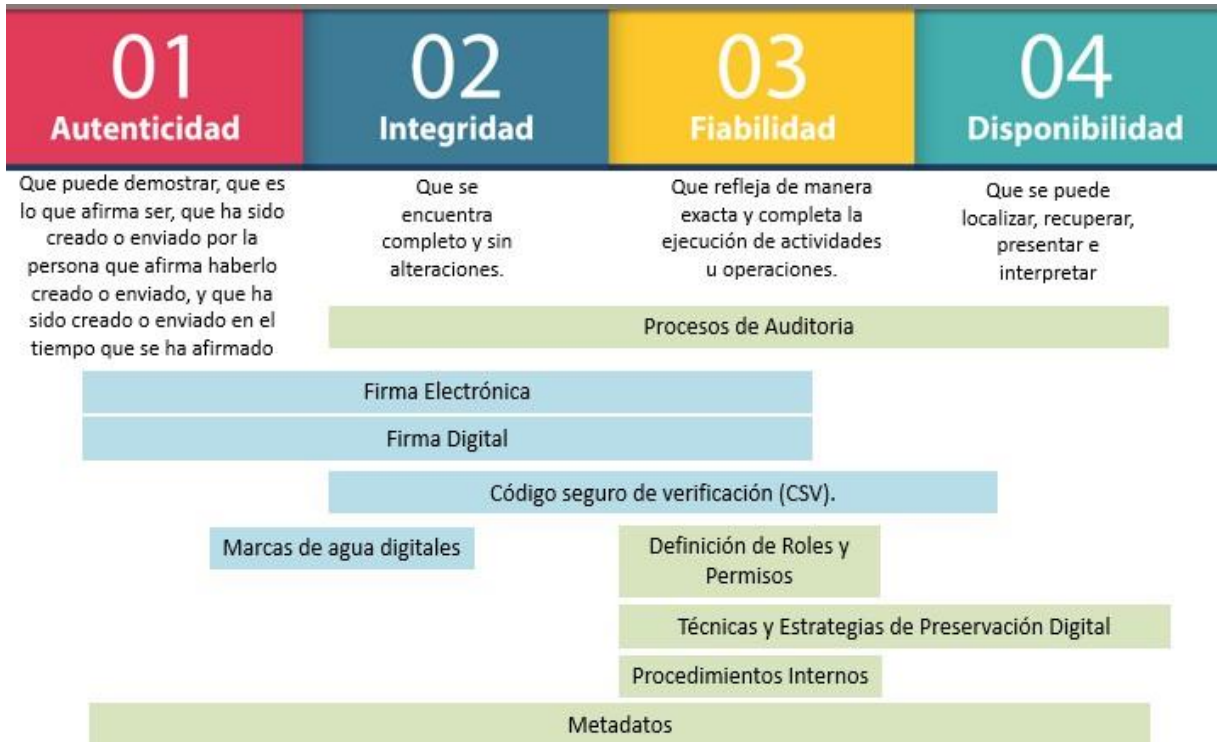 01
Autenticidad
02
Integridad
03
Fiabilidad
04
Disponibilidad
Que puede demostrar, que es
lo que afirma ser, que ha sido
creado o enviado por la
persona que afirma haberlo
creado o enviado, y que ha
sido creado o enviado en el
tiempo que se ha afirmado
Que se
encuentra
completo y sin
alteraciones.
Que refleja de manera
exacta y completa la
ejecución de actividades
u operaciones.
Que se puede
localizar, recuperar,
presentar e
interpretar
Procesos de Auditoria
Firma Electrónica
Firma Digital
Código seguro de verificación (CSV).
Marcas de agua digitales
Definición de Roles y
Permisos
Técnicas y Estrategias de Preservación Digital
Procedimientos Internos
Metadatos